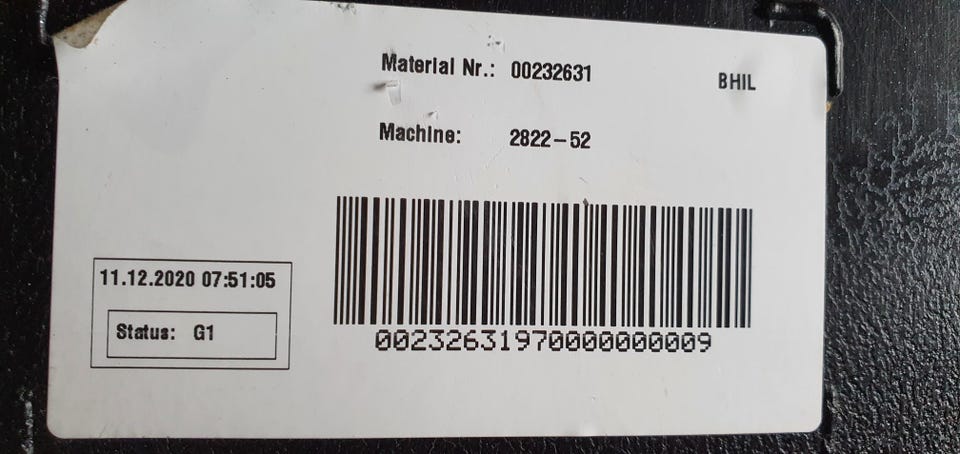 Material Nr.: 00232631
BHIL
Machine: 2822-52
11.12.2020 07:51:05
Status: G1
00232631970000000009